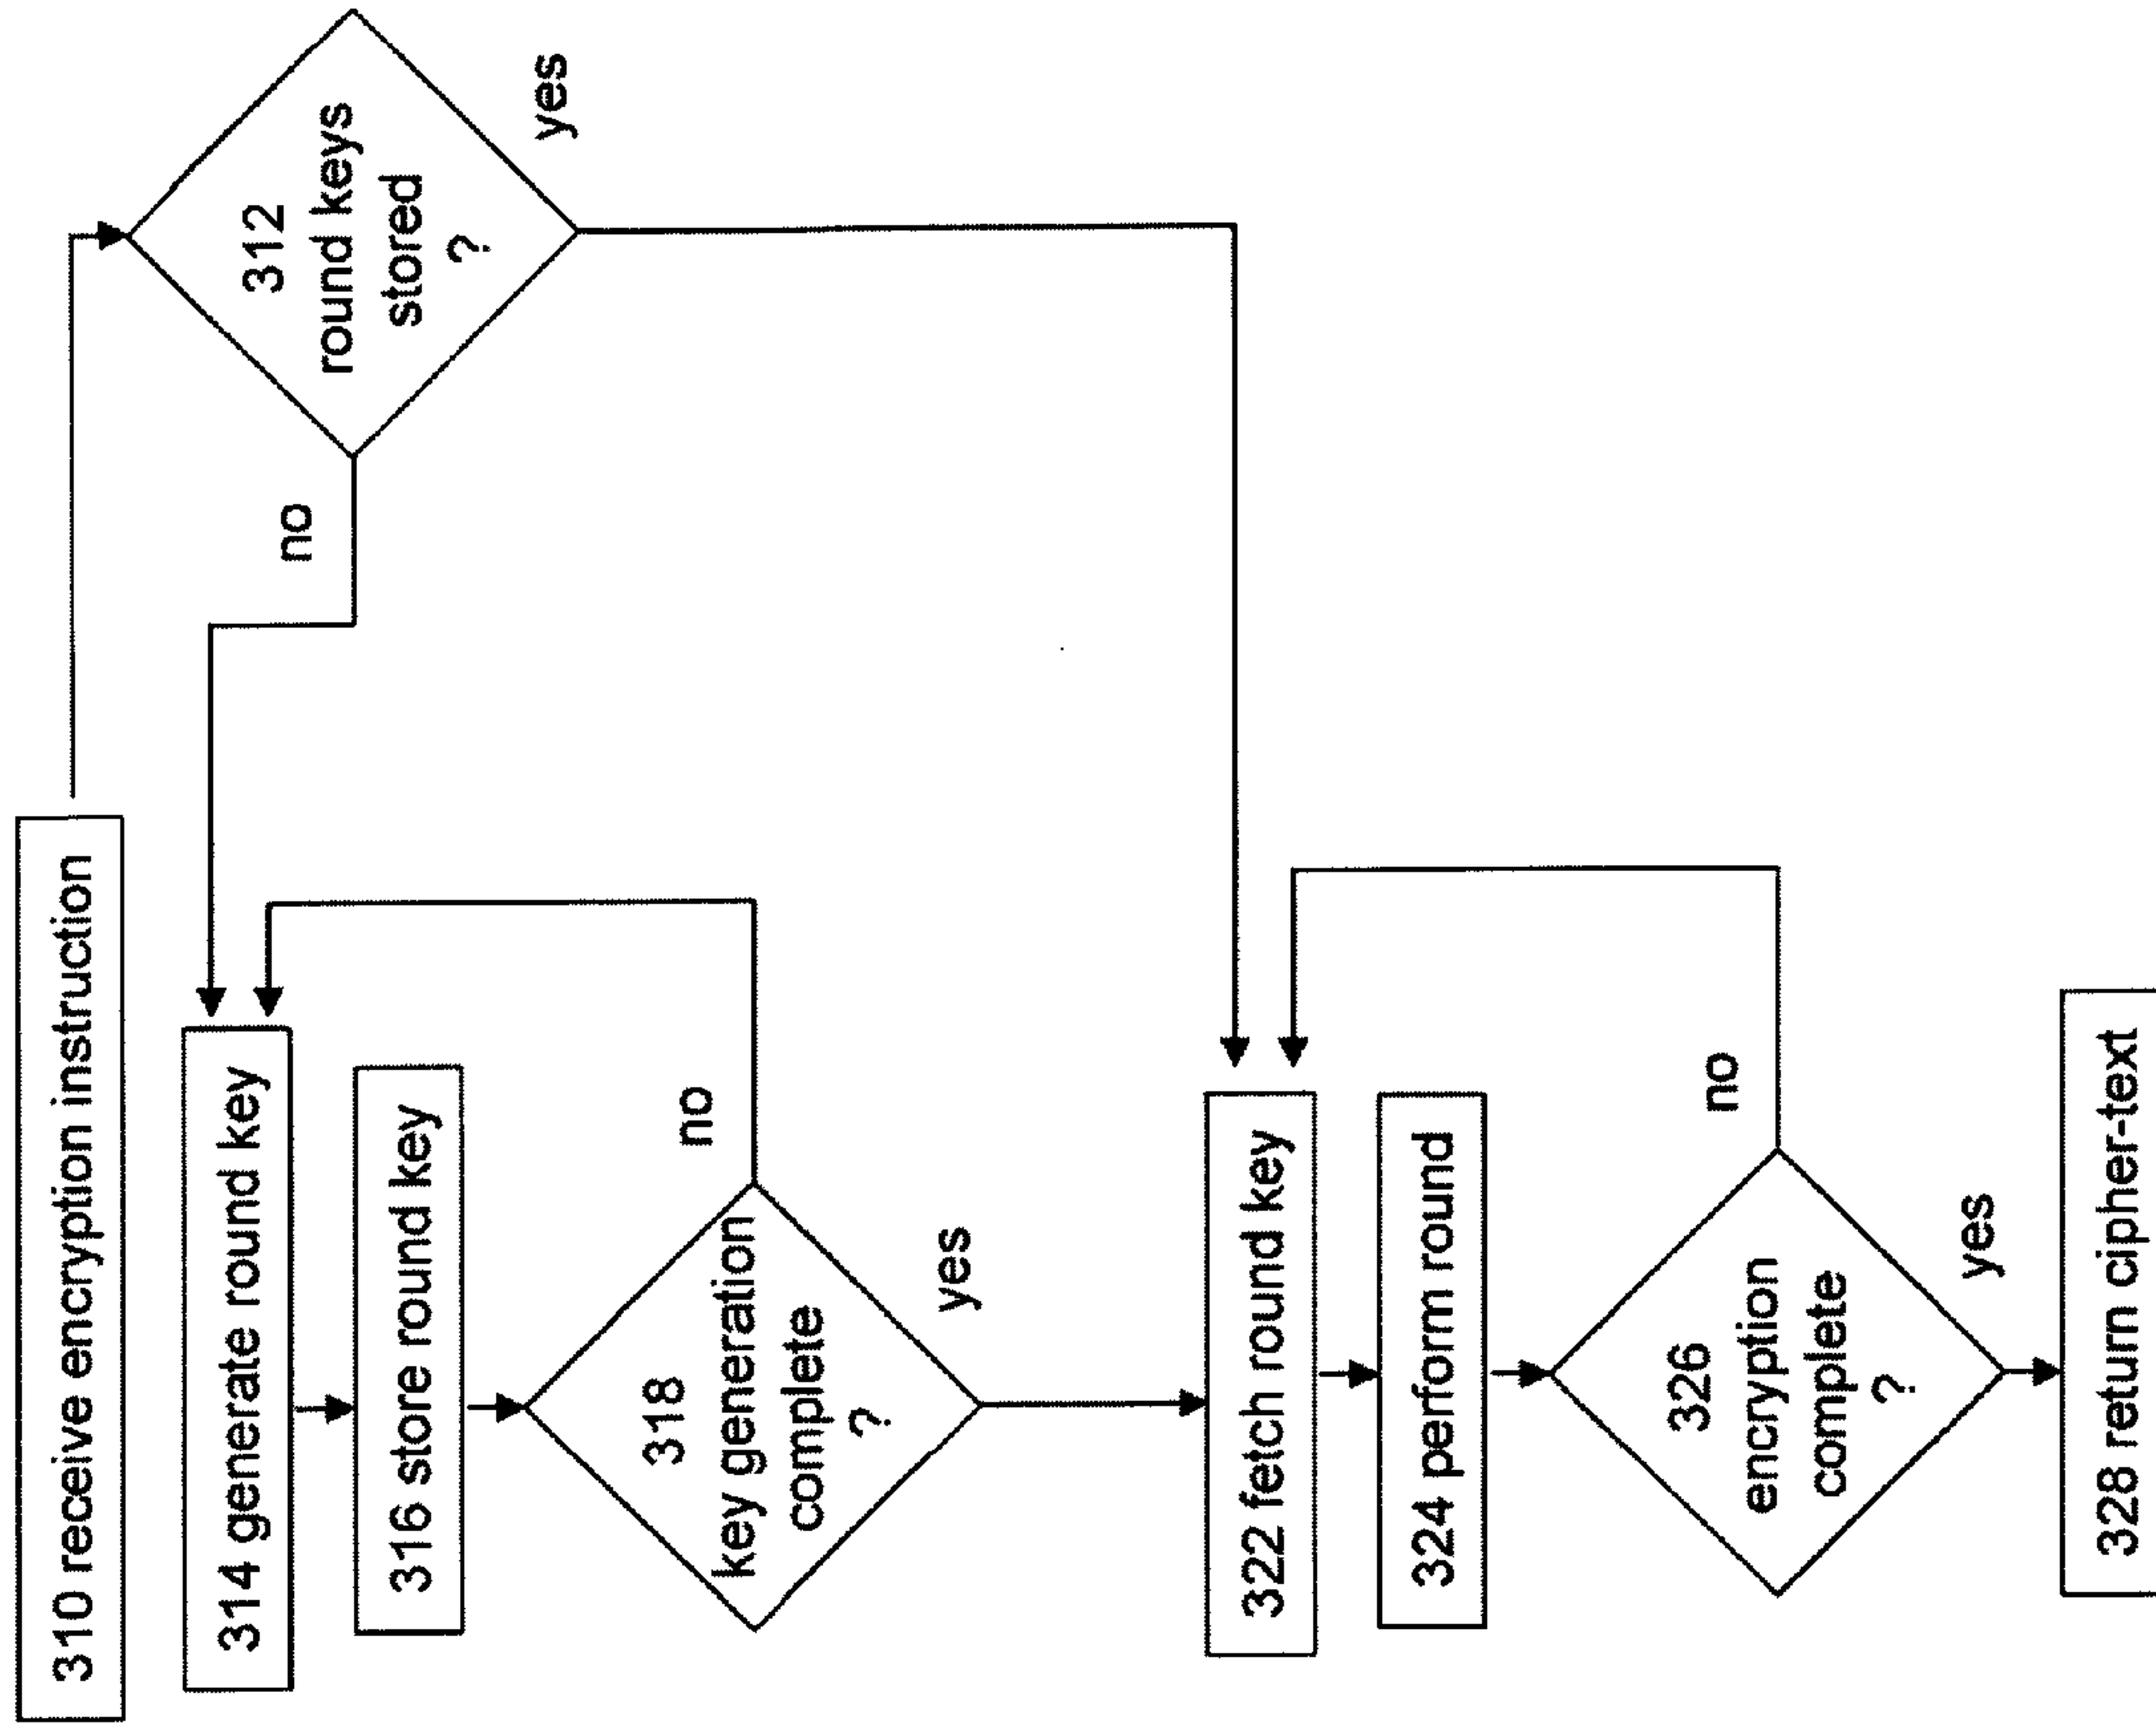 310 receive encryption instruction
312
round keys
stored
?
no
yes
314 generate round key
316 store round key
318
key generation
complete
?
no
yes
322 fetch round key
324 perform round
326
encryption
complete
?
no
yes
328 return cipher-text